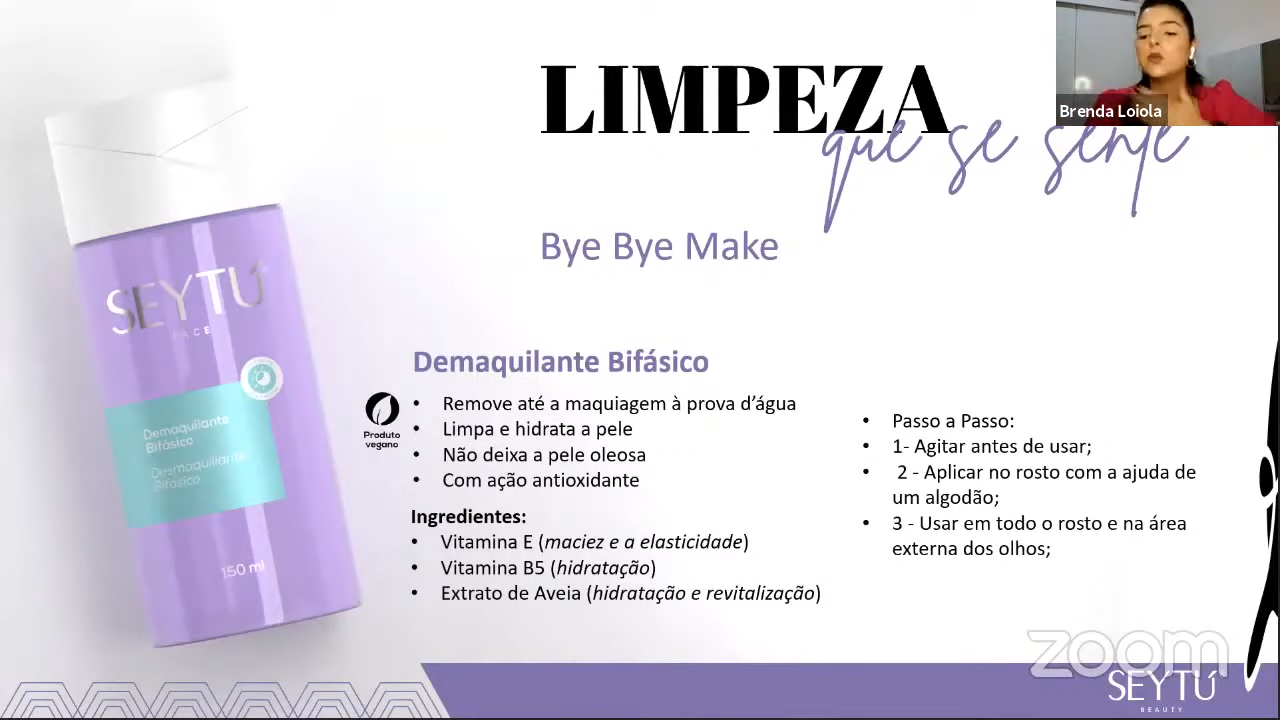 LIMPEZA
que se sente
Brenda Loiola
Bye Bye Make
SEYTÚ
FACE
Demaquilante
Bifásico
Desmaquillante
Bifásico
150 ml
Demaquilante Bifásico
Produto
vegano
• Remove até a maquiagem à prova d’água
• Limpa e hidrata a pele
• Não deixa a pele oleosa
• Com ação antioxidante
Ingredientes:
• Vitamina E (maciez e a elasticidade)
• Vitamina B5 (hidratação)
• Extrato de Aveia (hidratação e revitalização)
• Passo a Passo:
• 1- Agitar antes de usar;
• 2 - Aplicar no rosto com a ajuda de
um algodão;
• 3 - Usar em todo o rosto e na área
externa dos olhos;
zoom
SEYTÚ
BEAUTY